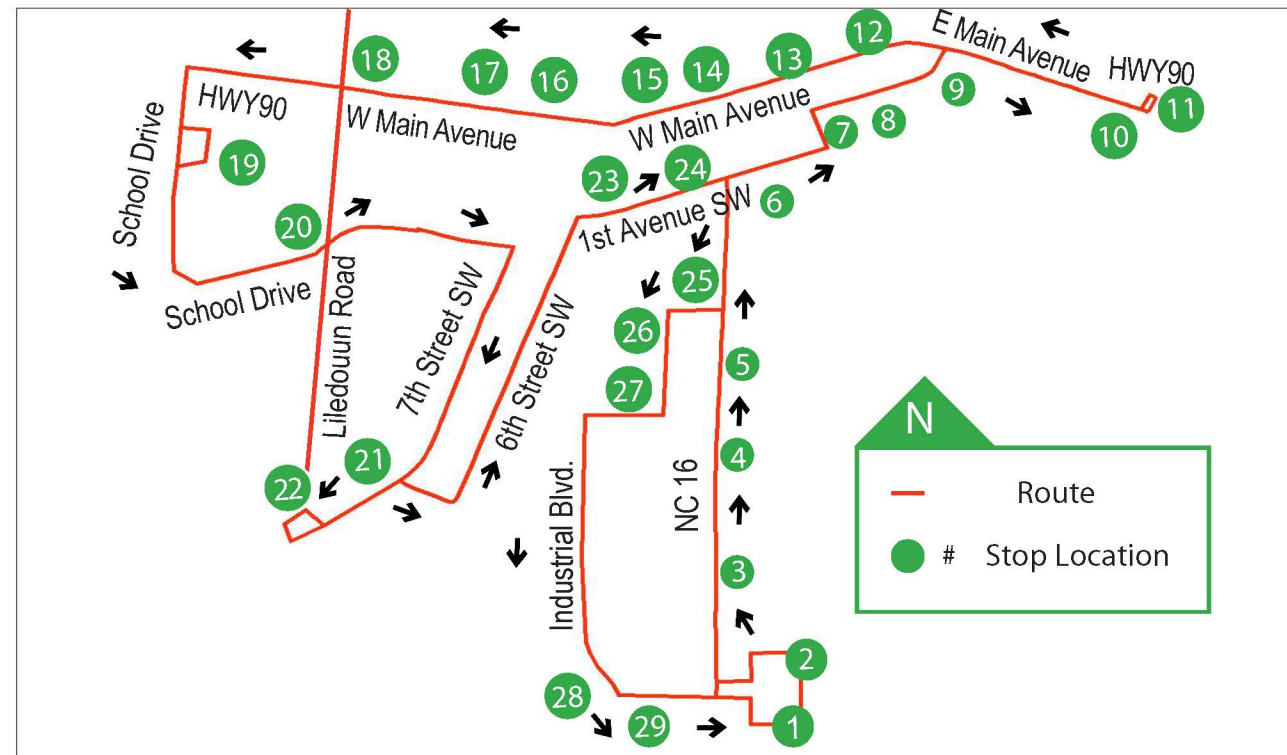 12
E Main Avenue
18
13
HWY90
17
16
15
14
HWY90
W Main Avenue
W Main Avenue
9
11
10
8
7
School Drive
19
23
24
6
20
1st Avenue SW
School Drive
25
Liledouun Road
7th Street SW
6th Street SW
26
5
27
N
4
21
22
NC 16
Route
# Stop Location
3
Industrial Blvd.
2
28
29
1